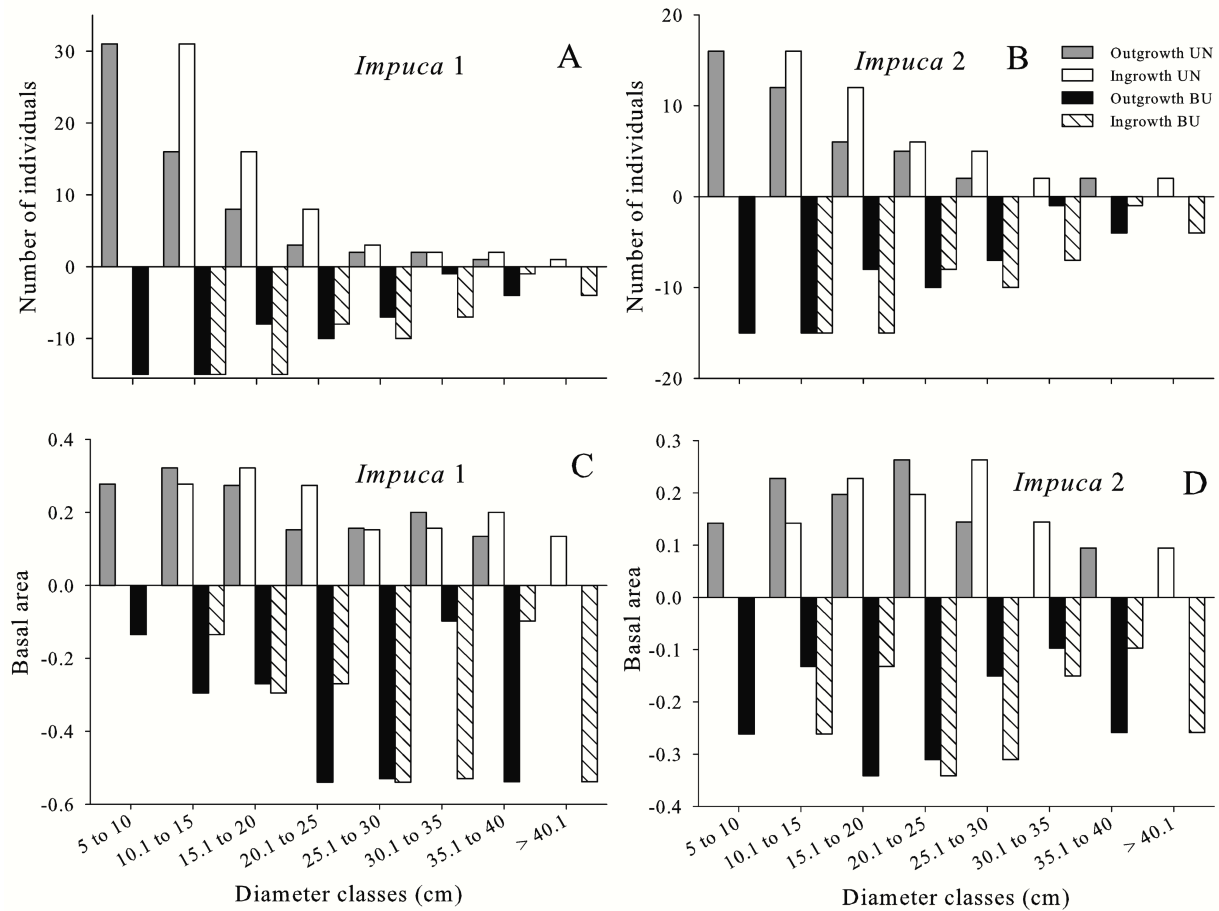 Impuca 1
A
Number of individuals
30
20
10
0
-10
Impuca 2
B
Outgrowth UN
Ingrowth UN
Outgrowth BU
Ingrowth BU
Number of individuals
20
10
0
-10
-20
Impuca 1
C
Basal area
0.4
0.2
0.0
-0.2
-0.4
-0.6
5 to 10
10.1 to 15
15.1 to 20
20.1 to 25
25.1 to 30
30.1 to 35
35.1 to 40
> 40.1
Diameter classes (cm)
Impuca 2
D
Basal area
0.3
0.2
0.1
0.0
-0.1
-0.2
-0.3
-0.4
5 to 10
10.1 to 15
15.1 to 20
20.1 to 25
25.1 to 30
30.1 to 35
35.1 to 40
> 40.1
Diameter classes (cm)